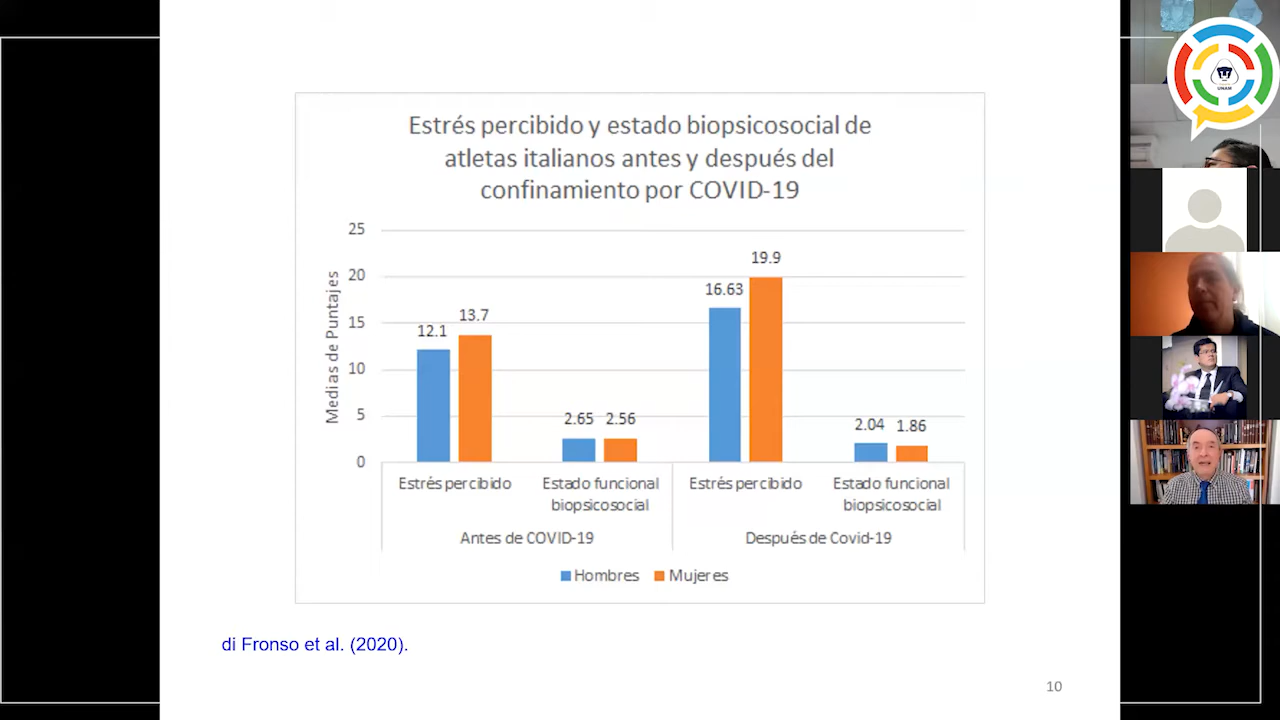 Estrés percibido y estado biopsicosocial de
atletas italianos antes y después del
confinamiento por COVID-19
Medias de Puntajes
25
20
15
10
5
0
12.1
13.7
2.65
2.56
16.63
19.9
2.04
1.86
Estrés percibido
Estado funcional
biopsicosocial
Estrés percibido
Estado funcional
biopsicosocial
Antes de COVID-19
Después de Covid-19
Hombres
Mujeres
di Fronso et al. (2020).
10
UNAM